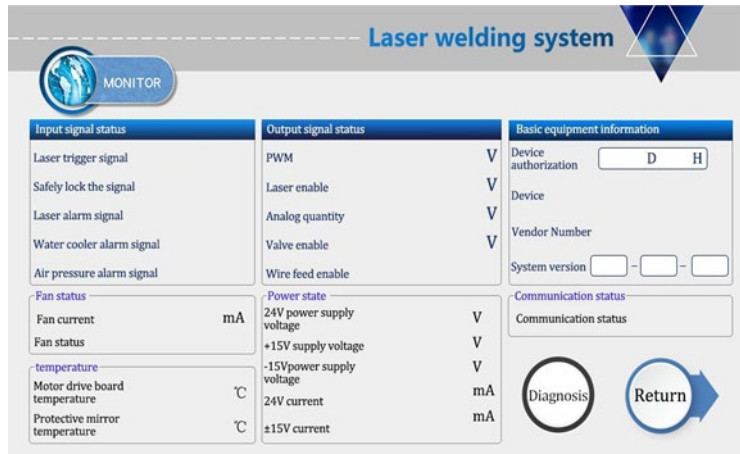 Laser welding system
MONITOR
Input signal status
Laser trigger signal
Safely lock the signal
Laser alarm signal
Water cooler alarm signal
Air pressure alarm signal
Fan status
Fan current mA
Fan status
temperature
Motor drive board
temperature ℃
Protective mirror
temperature ℃
Output signal status
PWM V
Laser enable V
Analog quantity V
Valve enable V
Wire feed enable
Power state
24V power supply
voltage V
+15V supply voltage V
-15Vpower supply
voltage V
24V current mA
±15V current mA
Basic equipment information
Device
authorization D H
Device
Vendor Number
System version - -
Communication status
Communication status
Diagnosis
Return